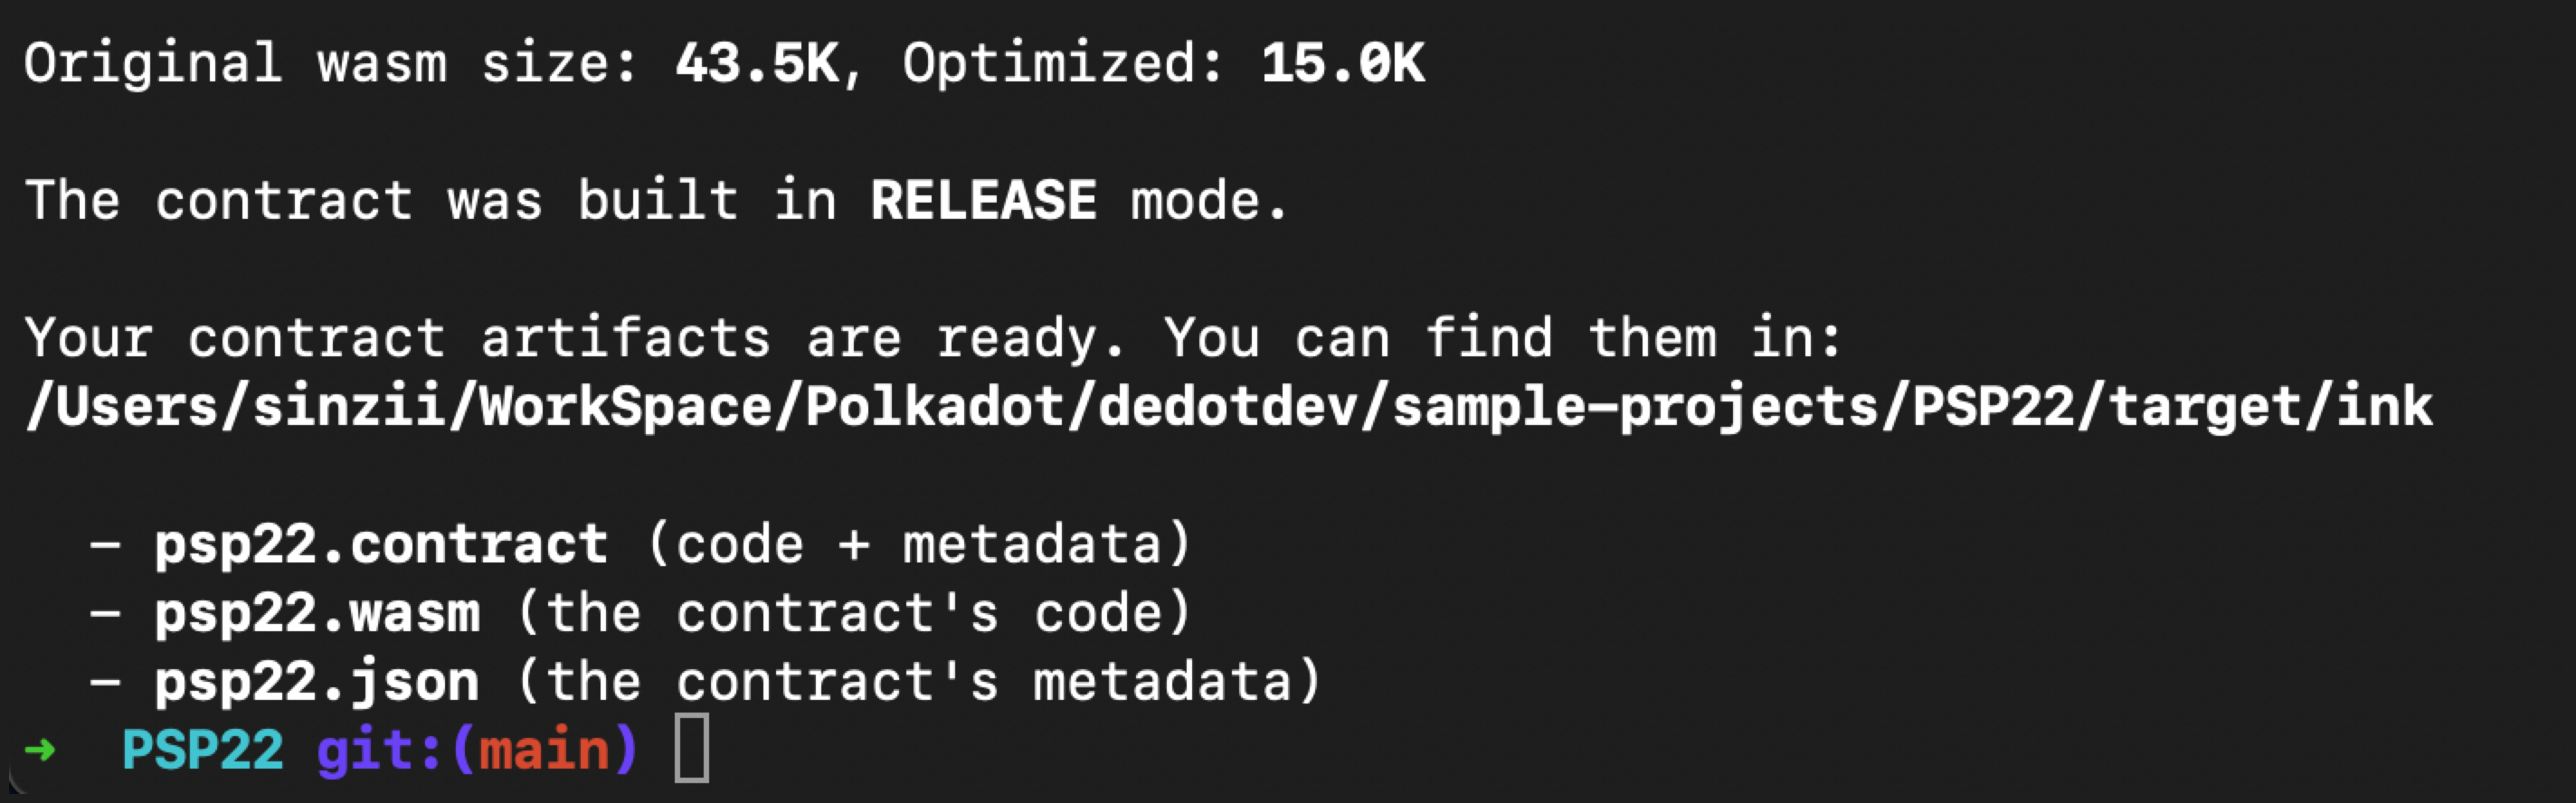 Original wasm size: 43.5K, Optimized: 15.0K
The contract was built in RELEASE mode.
Your contract artifacts are ready. You can find them in:
/Users/sinzii/WorkSpace/Polkadot/dedotdev/sample-projects/PSP22/target/ink
- psp22.contract (code + metadata)
- psp22.wasm (the contract's code)
- psp22.json (the contract's metadata)
→ PSP22 git:(main)